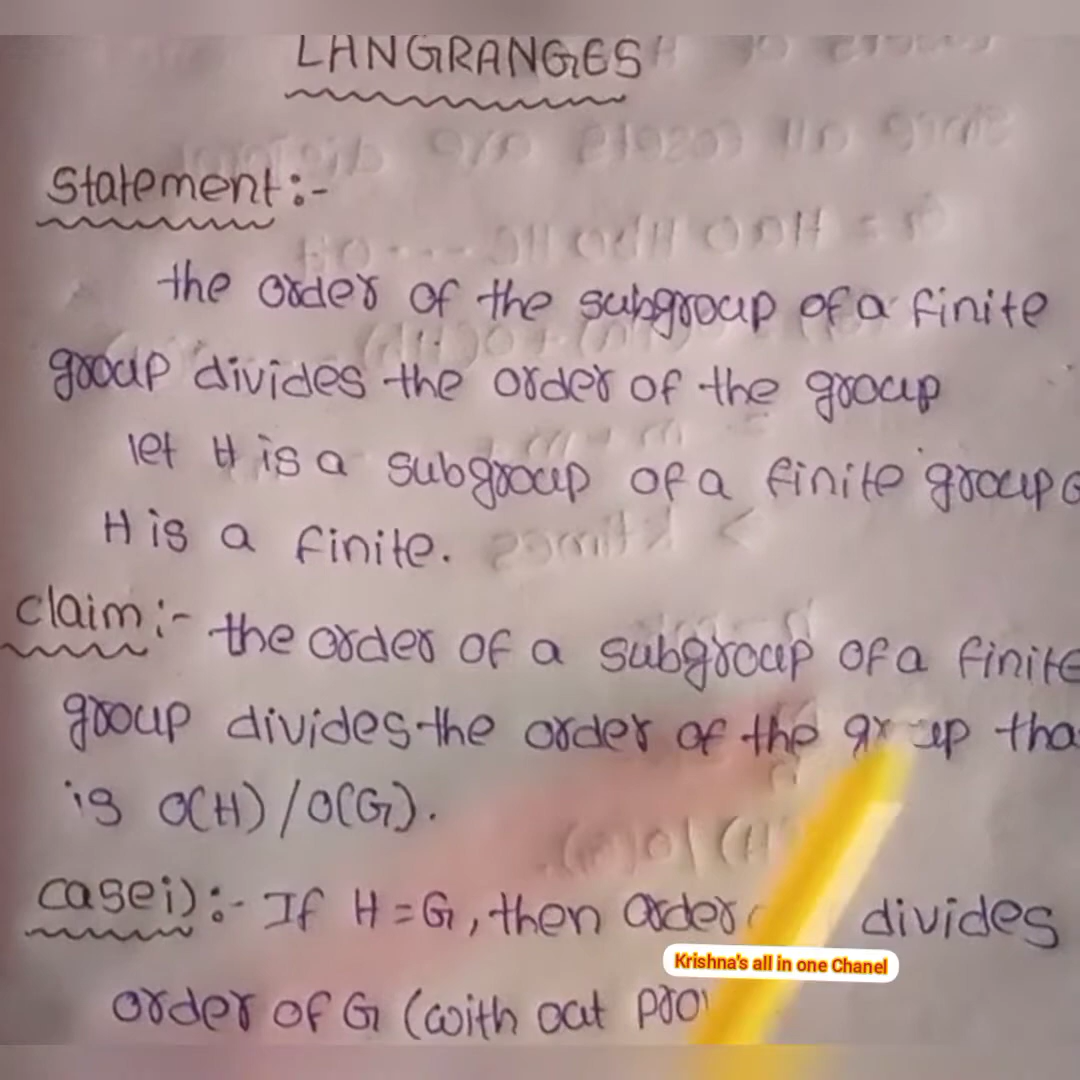 LANGRANGES
Statement:-
the order of the subgroup of a finite
group divides the order of the group
let H is a subgroup of a finite group G
H is a finite.
claim:- the order of a subgroup of a finite
group divides the order of the group tha
is O(H)/O(G).
case i):- If H=G, then order divides
Krishna's all in one Chanel
order of G (with out